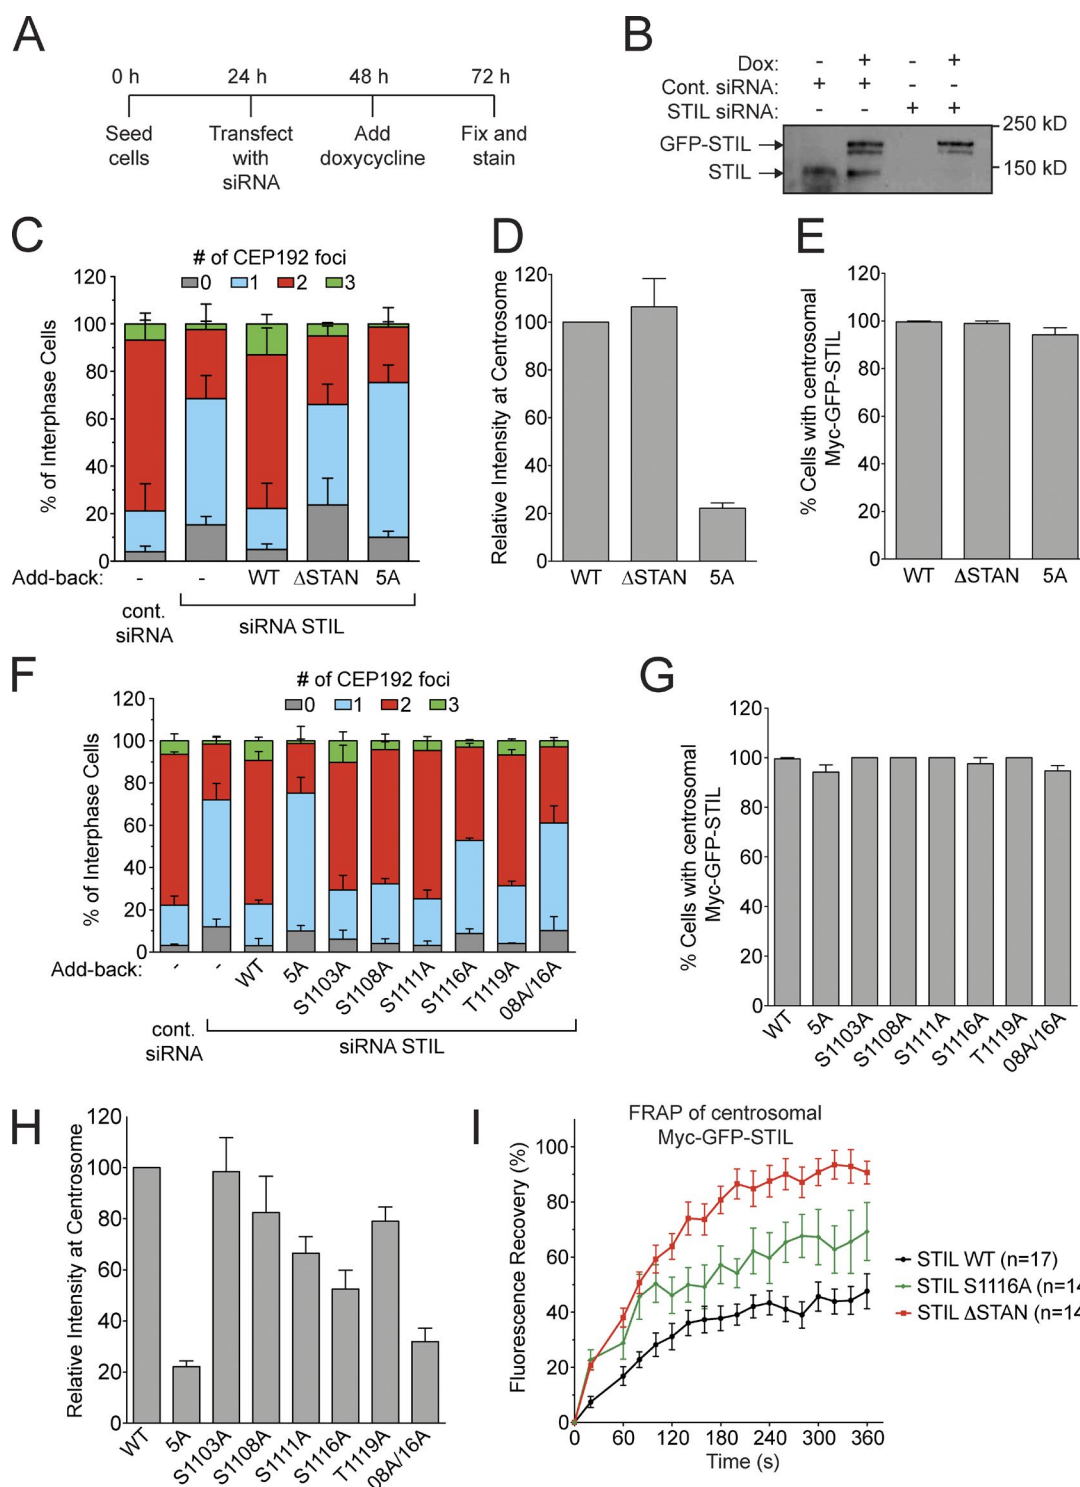 A
0 h 24 h 48 h 72 h
Seed cells
Transfect with siRNA
Add doxycycline
Fix and stain
B
Dox: - + - +
Cont. siRNA: + + - -
STIL siRNA: - - + +
GFP-STIL
STIL
250 kD
150 kD
C
# of CEP192 foci
0 1 2 3
% of Interphase Cells
120
100
80
60
40
20
0
Add-back: - - WT ΔSTAN 5A
cont. siRNA
siRNA STIL
D
Relative Intensity at Centrosome
120
100
80
60
40
20
0
WT ΔSTAN 5A
E
% Cells with centrosomal
Myc-GFP-STIL
120
100
80
60
40
20
0
WT ΔSTAN 5A
F
# of CEP192 foci
0 1 2 3
% of Interphase Cells
120
100
80
60
40
20
0
Add-back: - - WT 5A S1103A S1108A S1111A S1116A T1119A 08A/16A
cont. siRNA
siRNA STIL
G
% Cells with centrosomal
Myc-GFP-STIL
120
100
80
60
40
20
0
WT 5A S1103A S1108A S1111A S1116A T1119A 08A/16A
H
Relative Intensity at Centrosome
120
100
80
60
40
20
0
WT 5A S1103A S1108A S1111A S1116A T1119A 08A/16A
I
FRAP of centrosomal
Myc-GFP-STIL
Fluorescence Recovery (%)
100
80
60
40
20
0
0 60 120 180 240 300 360
Time (s)
STIL WT (n=17)
STIL S1116A (n=14
STIL ΔSTAN (n=14